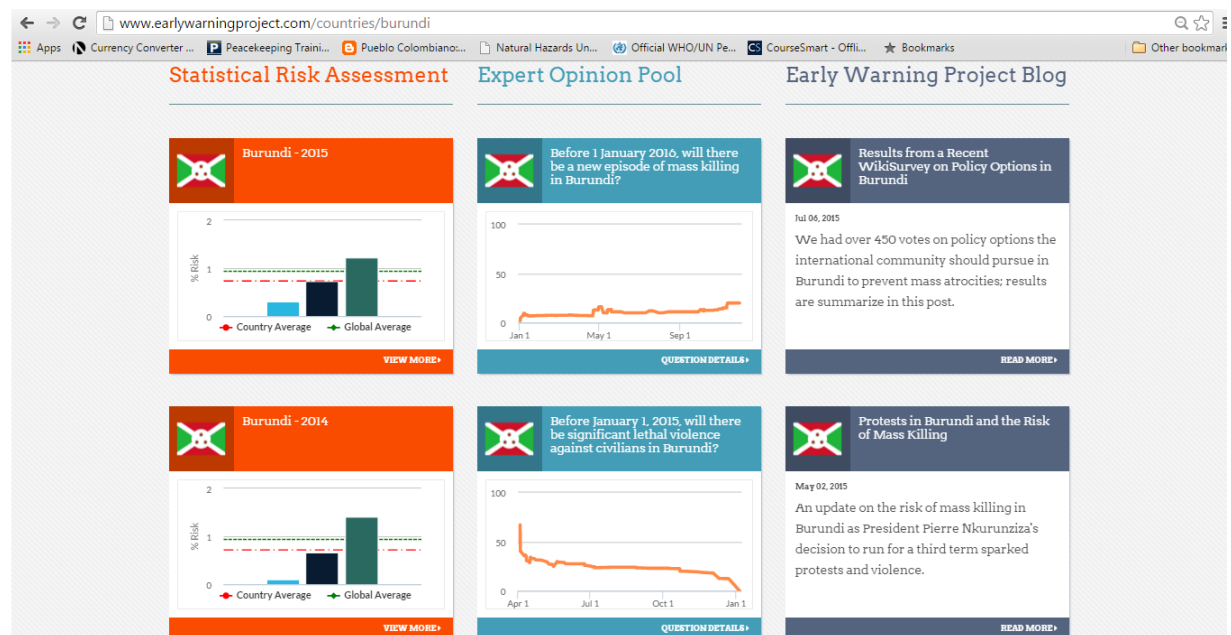 www.earlywarningproject.com/countries/burundi
Apps Currency Converter ... Peacekeeping Traini... Pueblo Colombiano:... Natural Hazards Un... Official WHO/UN Pe... CourseSmart - Offli... Bookmarks Other bookmark
Statistical Risk Assessment
Expert Opinion Pool
Early Warning Project Blog
Burundi - 2015
2
1
0
% Risk
Country Average Global Average
VIEW MORE
Before 1 January 2016, will there
be a new episode of mass killing
in Burundi?
100
50
0
Jan 1 May 1 Sep 1
QUESTION DETAILS
Results from a Recent
WikiSurvey on Policy Options in
Burundi
Jul 06, 2015
We had over 450 votes on policy options the
international community should pursue in
Burundi to prevent mass atrocities; results
are summarize in this post.
READ MORE
Burundi - 2014
2
1
0
% Risk
Country Average Global Average
VIEW MORE
Before January 1, 2015, will there
be significant lethal violence
against civilians in Burundi?
100
50
0
Apr 1 Jul 1 Oct 1 Jan 1
QUESTION DETAILS
Protests in Burundi and the Risk
of Mass Killing
May 02, 2015
An update on the risk of mass killing in
Burundi as President Pierre Nkurunziza's
decision to run for a third term sparked
protests and violence.
READ MORE